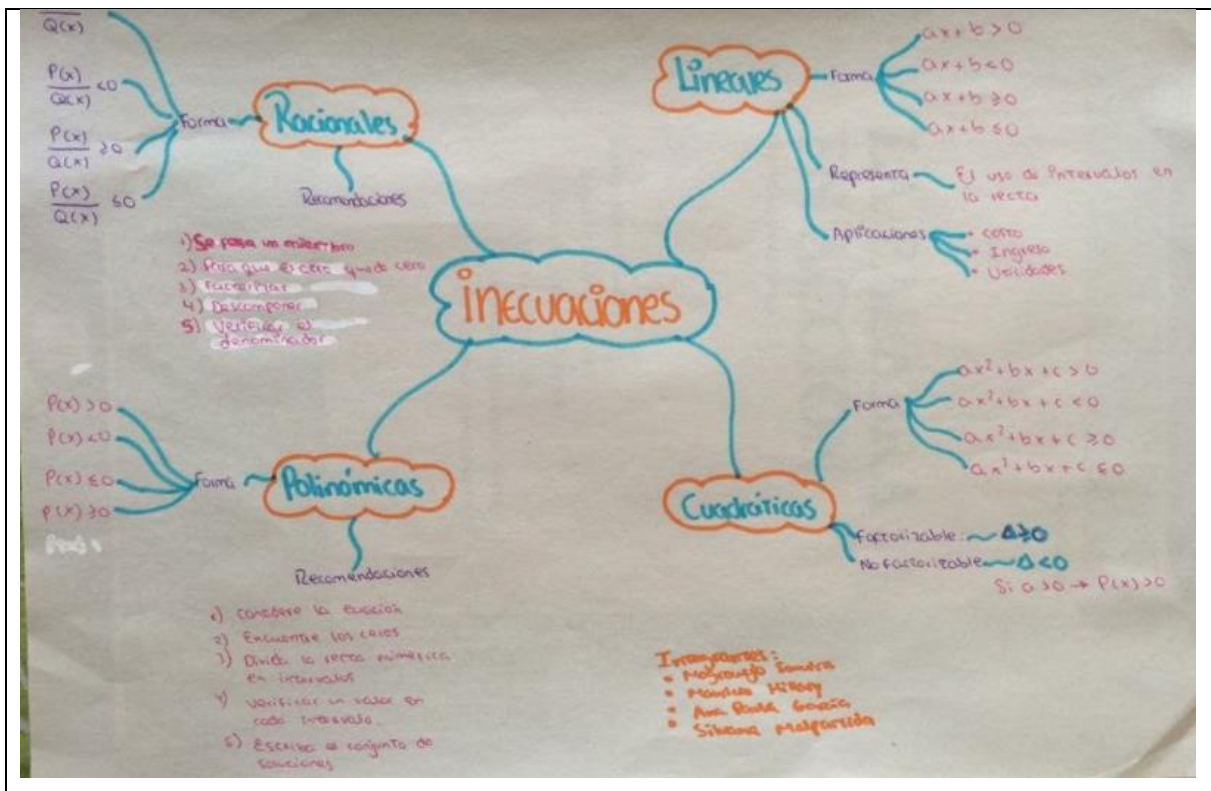 INECUACIONES
Racionales
Forma
Q(x)
P(x)
Q(x) <0
P(x)
Q(x) ≥0
P(x)
Q(x) ≤0
Recomendaciones
1) Se pasa un miembro
2) Para que el cero quede cero
3) Factorizar
4) Descomponer
5) Verificar el
denominador
Lineales
Forma
ax+b>0
ax+b<0
ax+b≥0
ax+b≤0
Representa
El uso de intervalos en
la recta
Aplicaciones
• costo
• Ingreso
• Utilidades
Polinómicas
Forma
P(x)>0
P(x)<0
P(x)≤0
P(x)≥0
Recomendaciones
1) considere la
2) Encuentre los ceros
3) Divida la recta numérica
en intervalos
4) verificar un valor en
cada intervalo.
5) Escriba el conjunto de
soluciones
Cuadráticas
Forma
ax²+bx+c>0
ax²+bx+c<0
ax²+bx+c≥0
ax²+bx+c≤0
Factorizable: Δ≥0
No factorizable Δ<0
Si a>0→P(x)>0
Integrantes:
•
• Hillary
• Ana Paula García
• Silvana Malpartida